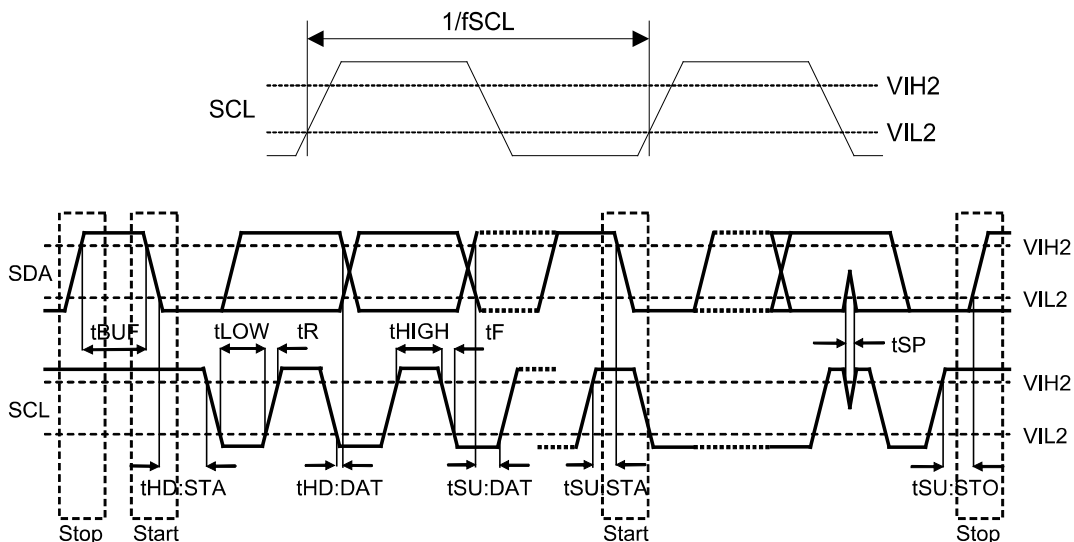 1/fSCL
VIH2
SCL
VIL2
VIH2
SDA
VIL2
tBUF tLOW tR tHIGH tF
tSP
VIH2
SCL
VIL2
tHD:STA tHD:DAT tSU:DAT tSU:STA tSU:STO
Stop Start Start Stop